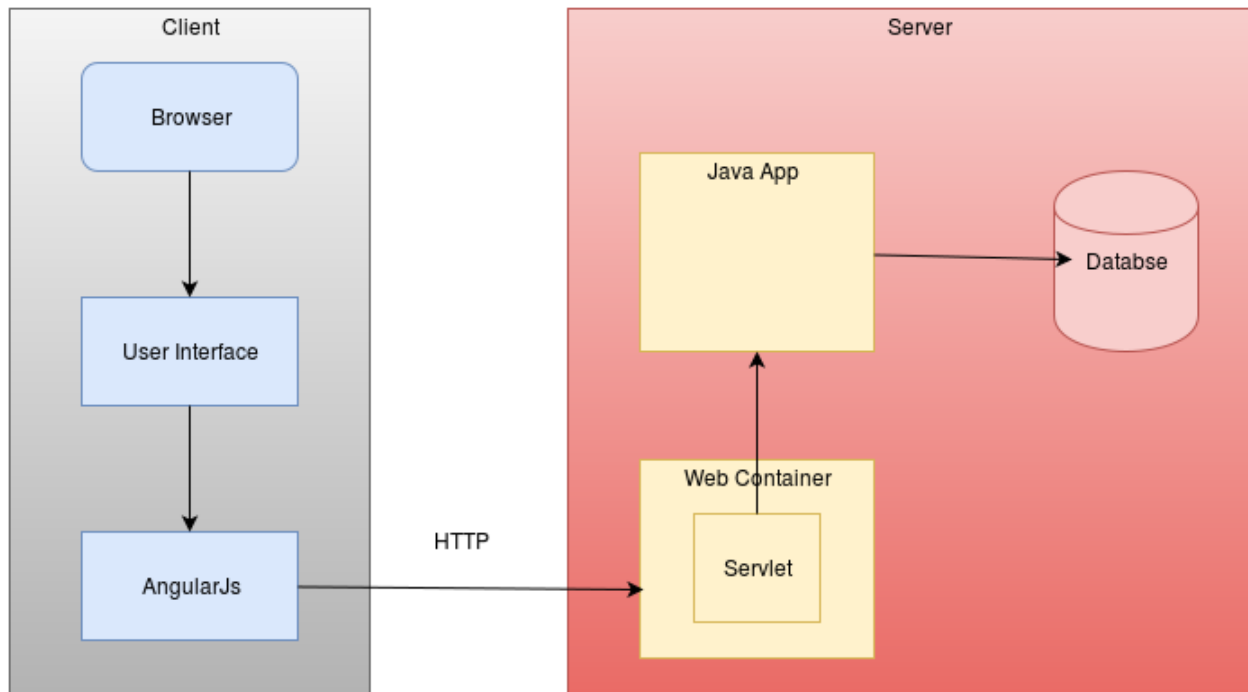 Client
Browser
User Interface
AngularJs
HTTP
Server
Java App
Databse
Web Container
Servlet